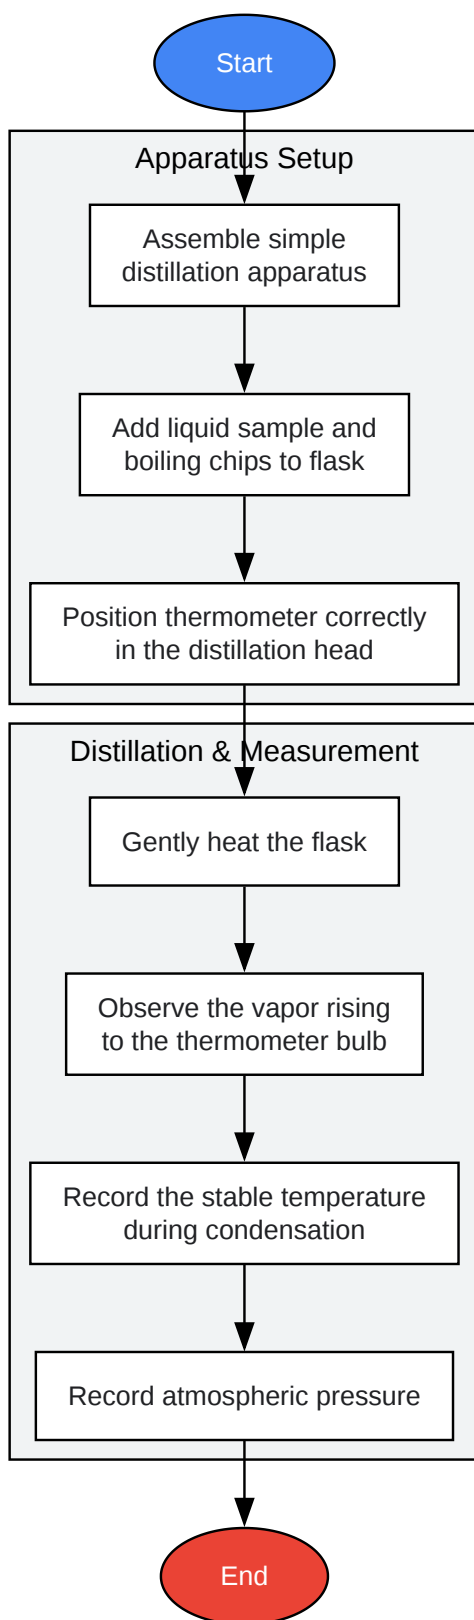 Start
Apparatus Setup
Assemble simple
distillation apparatus
Add liquid sample and
boiling chips to flask
Position thermometer correctly
in the distillation head
Distillation & Measurement
Gently heat the flask
Observe the vapor rising
to the thermometer bulb
Record the stable temperature
during condensation
Record atmospheric pressure
End